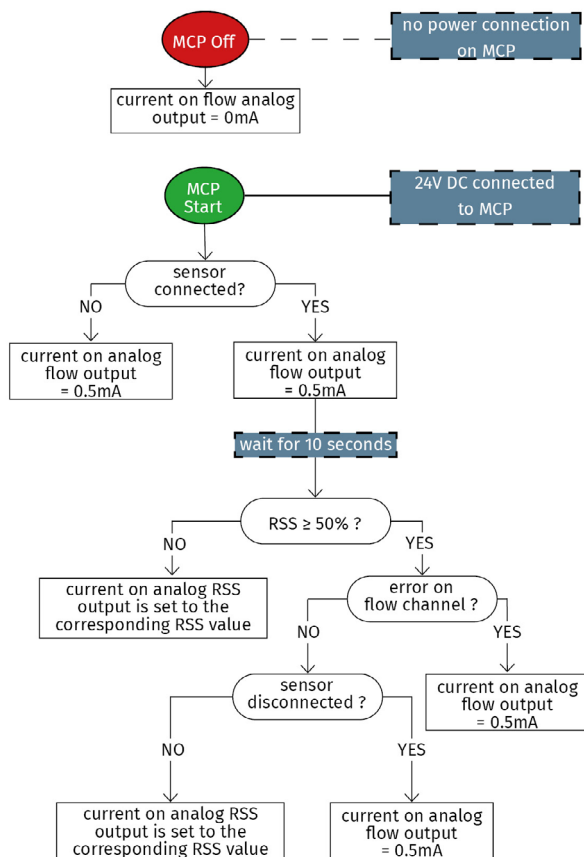 MCP Off
no power connection
on MCP
current on flow analog
output = 0mA
MCP
Start
24V DC connected
to MCP
sensor
connected?
NO
YES
current on analog
flow output
= 0.5mA
current on analog
flow output
= 0.5mA
wait for 10 seconds
RSS ≥ 50% ?
NO
YES
current on analog RSS
output is set to the
corresponding RSS value
error on
flow channel ?
NO
YES
sensor
disconnected ?
current on analog
flow output
= 0.5mA
NO
YES
current on analog RSS
output is set to the
corresponding RSS value
current on analog
flow output
= 0.5mA